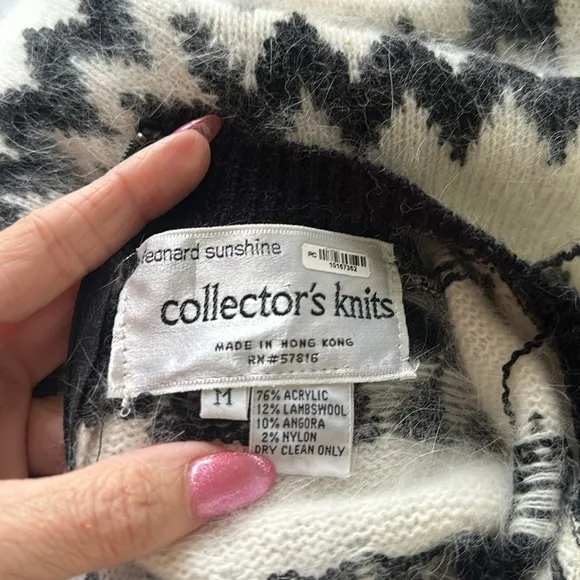 leonard sunshine
PC
10167362
collector's knits
MADE IN HONG KONG
RN#57816
M
76% ACRYLIC
12% LAMBSWOOL
10% ANGORA
2% NYLON
DRY CLEAN ONLY